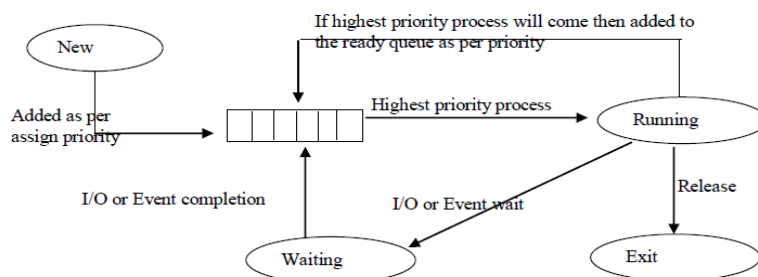 If highest priority process will come then added to
the ready queue as per priority
New
Added as per
assign priority
Highest priority process
Running
I/O or Event completion
I/O or Event wait
Release
Waiting
Exit